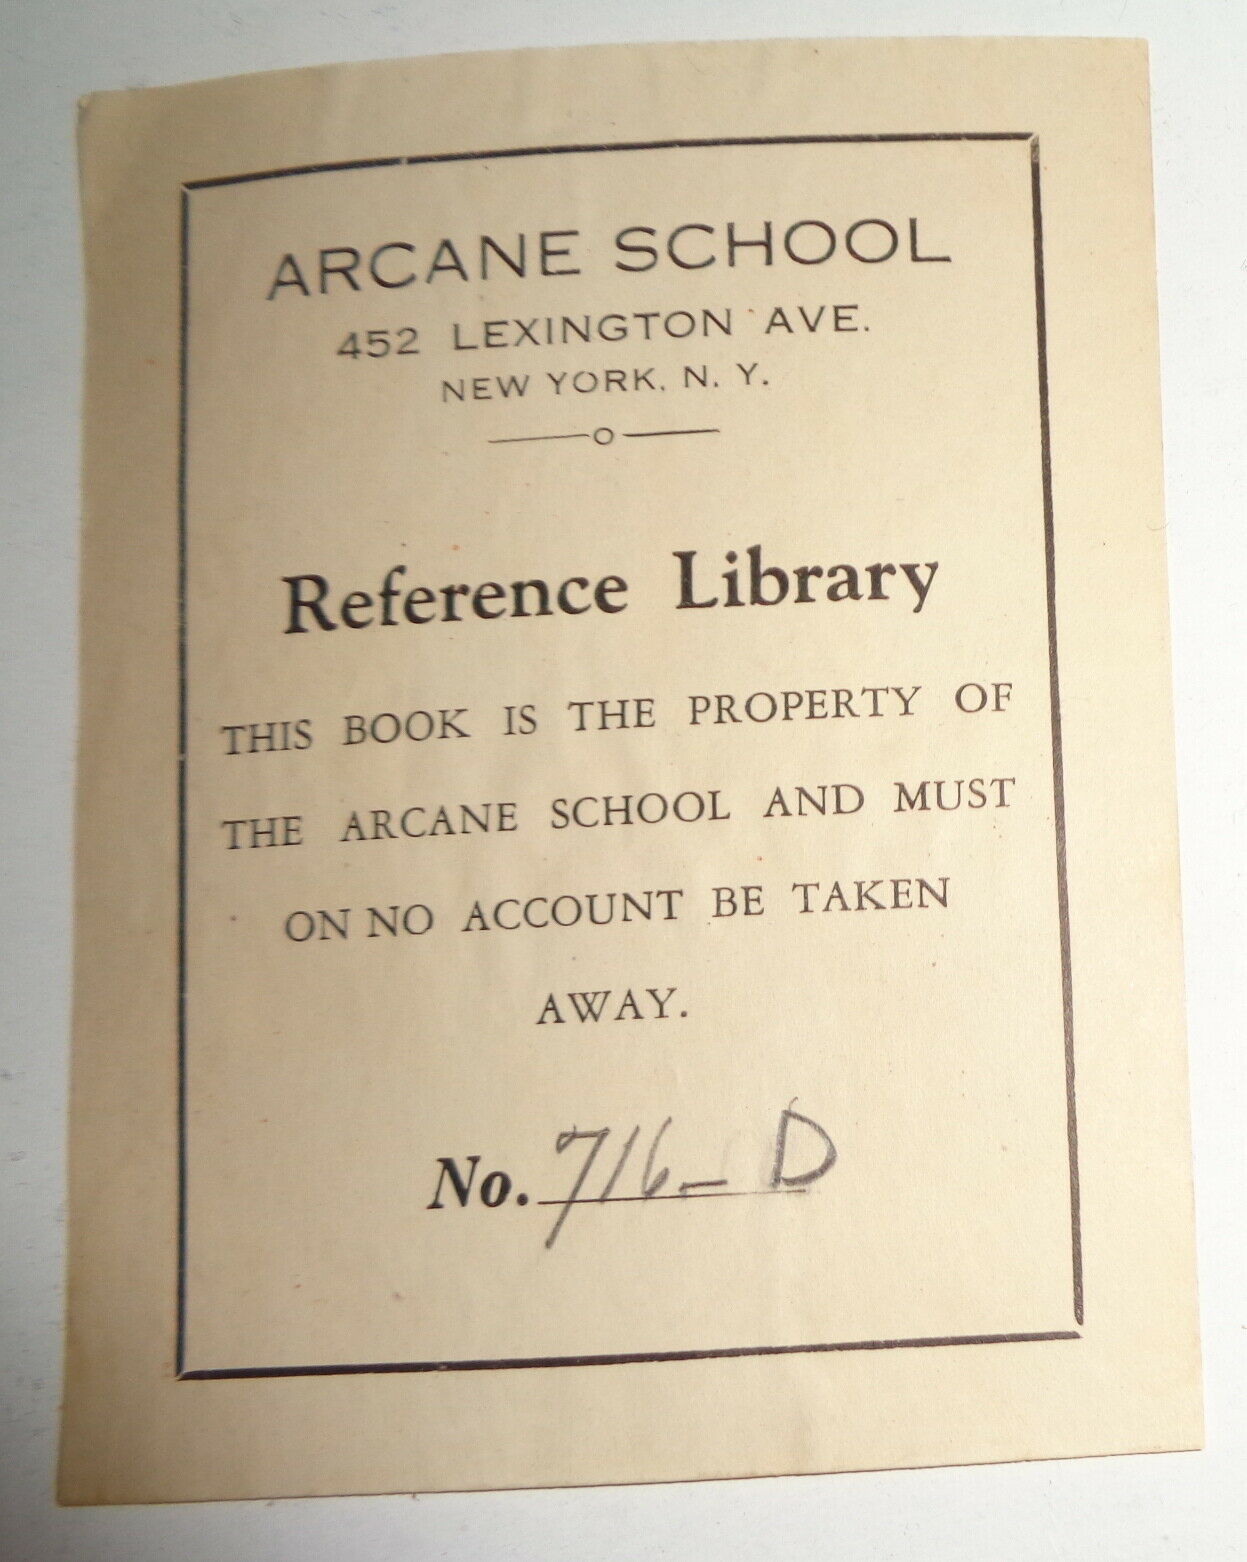 ARCANE SCHOOL
452 LEXINGTON AVE.
NEW YORK, N. Y.
Reference Library
THIS BOOK IS THE PROPERTY OF
THE ARCANE SCHOOL AND MUST
ON NO ACCOUNT BE TAKEN
AWAY.
No. 716-D